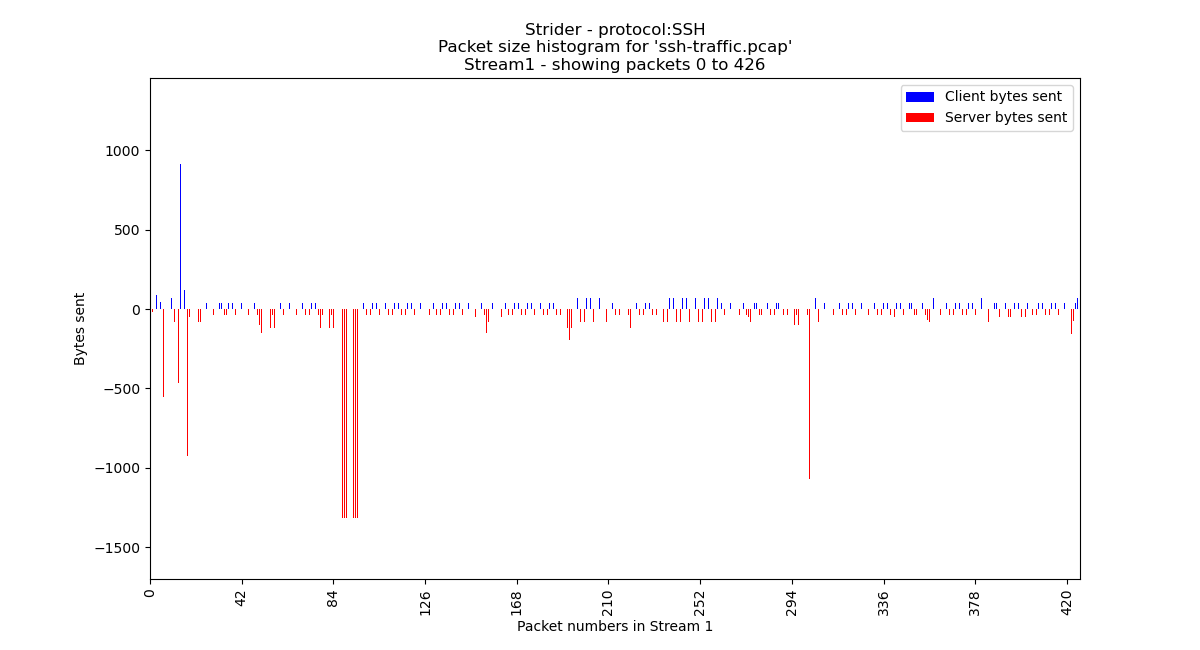 Strider - protocol:SSH
Packet size histogram for 'ssh-traffic.pcap'
Stream1 - showing packets 0 to 426
Client bytes sent
Server bytes sent
1000
500
0
−500
−1000
−1500
Bytes sent
0
42
84
126
168
210
252
294
336
378
420
Packet numbers in Stream 1